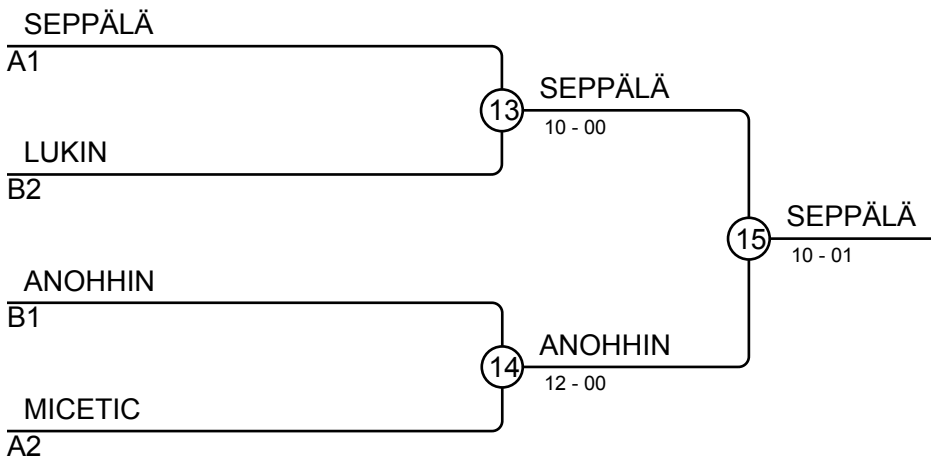 SEPPÄLÄ
A1
13
SEPPÄLÄ
10 - 00
LUKIN
B2
15
SEPPÄLÄ
10 - 01
ANOHHIN
B1
14
ANOHHIN
12 - 00
MICETIC
A2